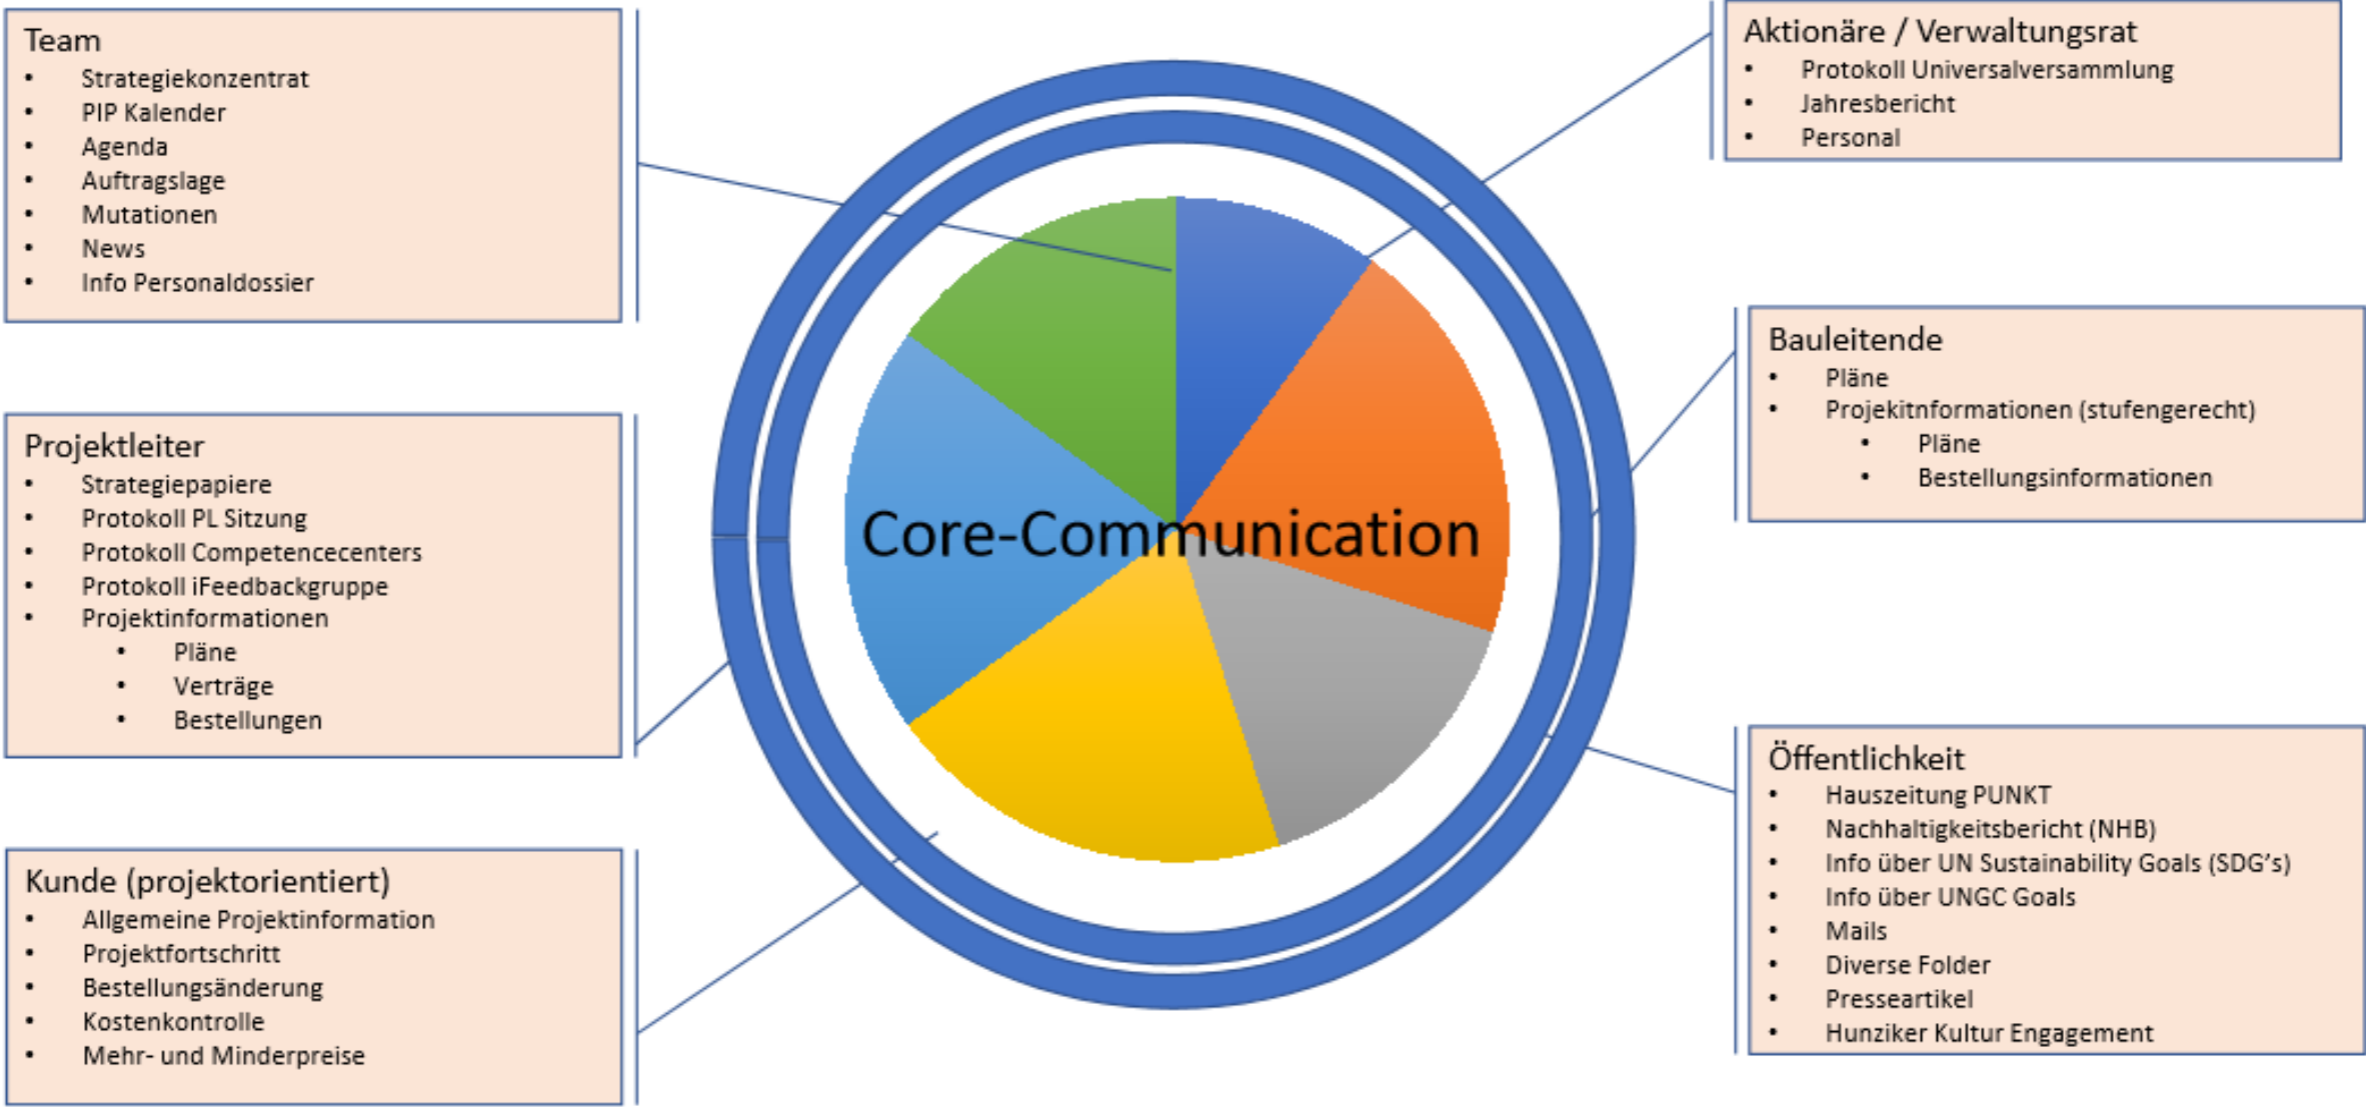 Team
• Strategiekonzentrat
• PIP Kalender
• Agenda
• Auftragslage
• Mutationen
• News
• Info Personaldossier
Projektleiter
• Strategiepapiere
• Protokoll PL Sitzung
• Protokoll Competencecenters
• Protokoll iFeedbackgruppe
• Projektinformationen
• Pläne
• Verträge
• Bestellungen
Kunde (projektorientiert)
• Allgemeine Projektinformation
• Projektfortschritt
• Bestellungsänderung
• Kostenkontrolle
• Mehr- und Minderpreise
Core-Communication
Aktionäre / Verwaltungsrat
• Protokoll Universalversammlung
• Jahresbericht
• Personal
Bauleitende
• Pläne
• Projekitnformationen (stufengerecht)
• Pläne
• Bestellungsinformationen
Öffentlichkeit
• Hauszeitung PUNKT
• Nachhaltigkeitsbericht (NHB)
• Info über UN Sustainability Goals (SDG's)
• Info über UNGC Goals
• Mails
• Diverse Folder
• Presseartikel
• Hunziker Kultur Engagement